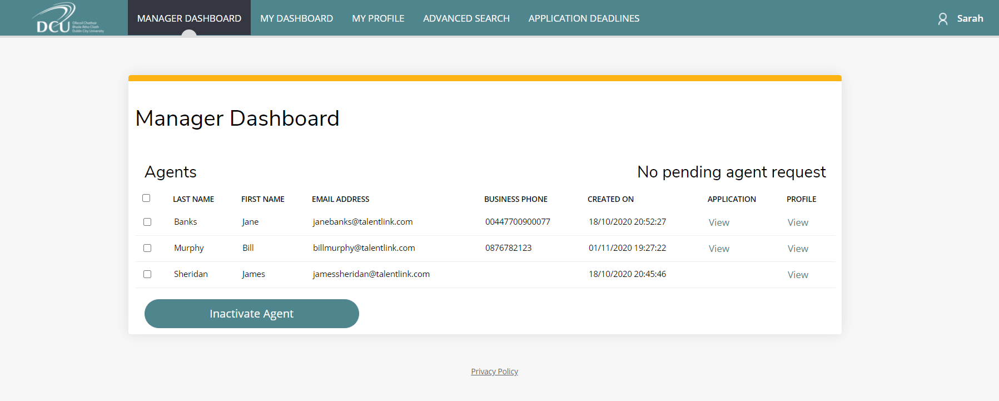 DCU
Ollscoil Chathair
Bhaile Átha Cliath
Dublin City University
MANAGER DASHBOARD MY DASHBOARD MY PROFILE ADVANCED SEARCH APPLICATION DEADLINES Sarah
Manager Dashboard
Agents No pending agent request
LAST NAME FIRST NAME EMAIL ADDRESS BUSINESS PHONE CREATED ON APPLICATION PROFILE
Banks Jane janebanks@talentlink.com 00447700900077 18/10/2020 20:52:27 View View
Murphy Bill billmurphy@talentlink.com 0876782123 01/11/2020 19:27:22 View View
Sheridan James jamessheridan@talentlink.com 18/10/2020 20:45:46 View
Inactivate Agent
Privacy Policy